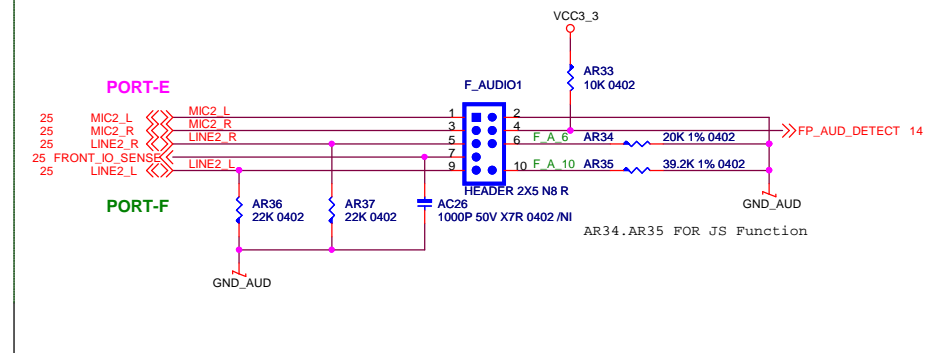 VCC3_3
AR33
10K 0402
PORT-E
F_AUDIO1
25 MIC2_L MIC2_L 1 2
25 MIC2_R MIC2_R 3 4 FP_AUD_DETECT 14
25 LINE2_R LINE2_R 5 6 F_A_6 AR34 20K 1% 0402
25 FRONT_IO_SENSE 7
25 LINE2_L LINE2_L 9 10 F_A_10 AR35 39.2K 1% 0402
HEADER 2X5 N8 R
PORT-F
AR36
22K 0402
AR37
22K 0402
AC26
1000P 50V X7R 0402 /NI
GND_AUD
AR34.AR35 FOR JS Function
GND_AUD